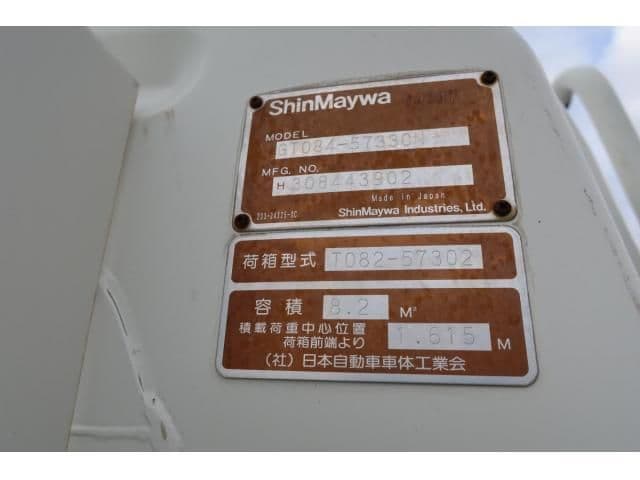 ShinMaywa
MODEL
GT084-57330N
MFG. NO.
H 308443902
Made in Japan
ShinMaywa Industries, Ltd.
荷箱型式 T082-57302
容積 8.2 M³
積載荷重中心位置
荷箱前端より 1.615 M
(社)日本自動車車体工業会